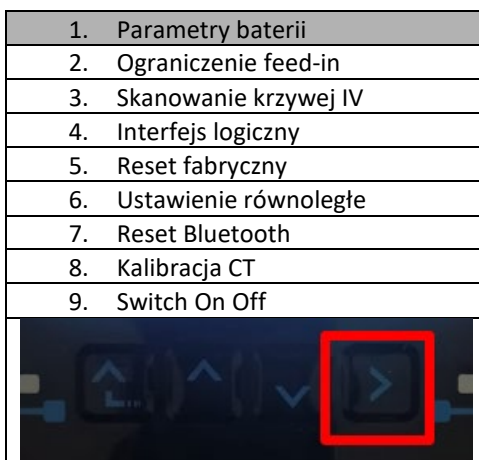 1. Parametry baterii
2. Ograniczenie feed-in
3. Skanowanie krzywej IV
4. Interfejs logiczny
5. Reset fabryczny
6. Ustawienie równoległe
7. Reset Bluetooth
8. Kalibracja CT
9. Switch On Off